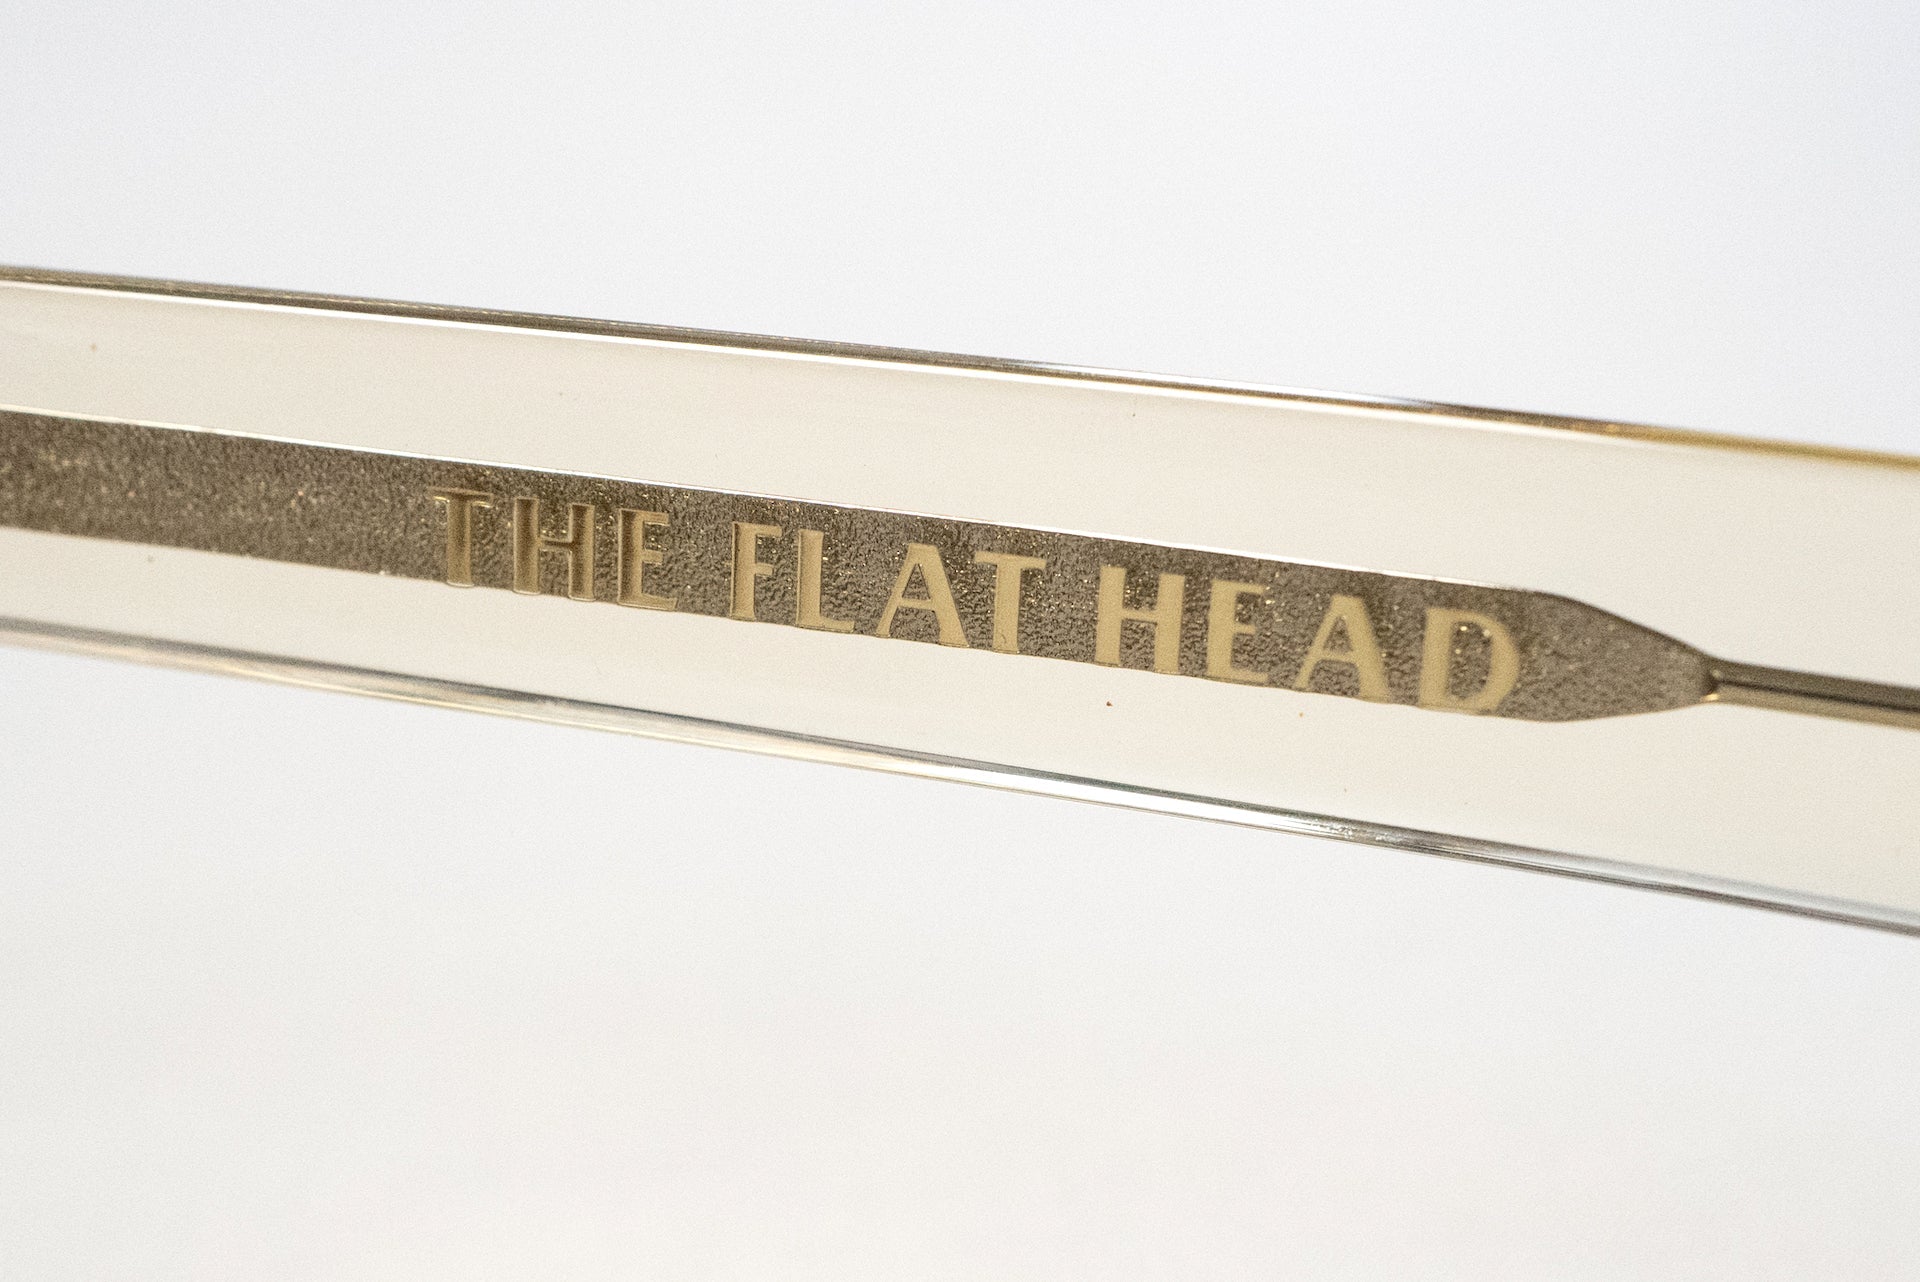 THE FLAT HEAD